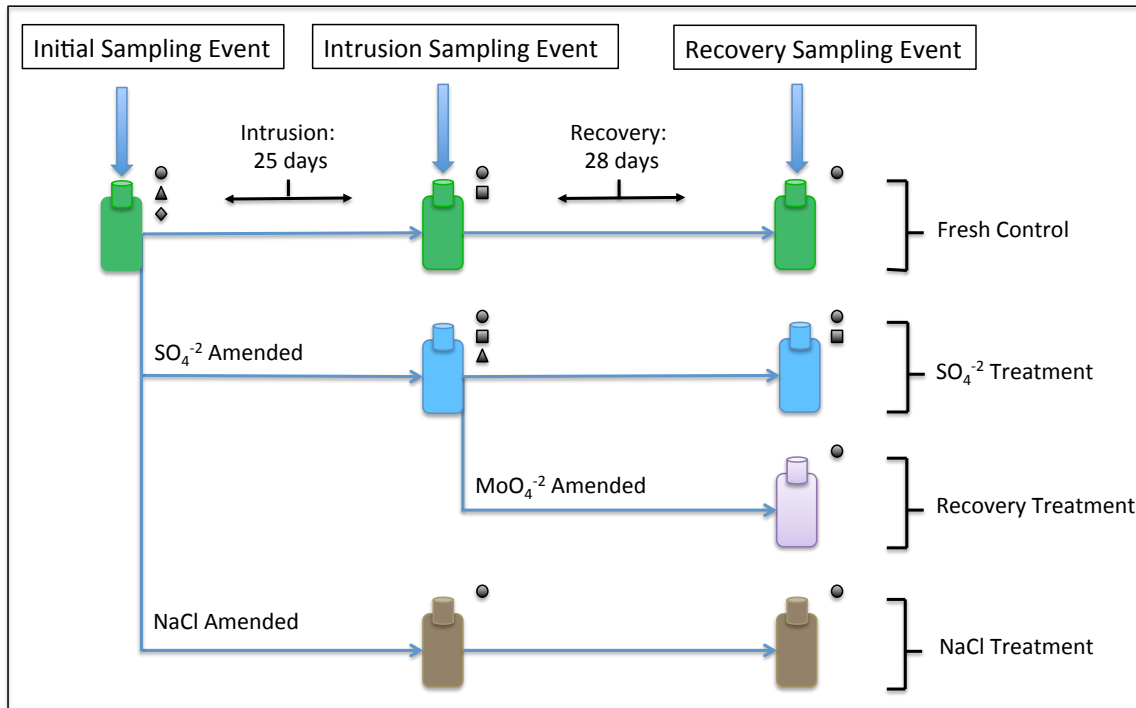 Initial Sampling Event
Intrusion Sampling Event
Recovery Sampling Event
Intrusion:
25 days
Recovery:
28 days
Fresh Control
SO₄⁻² Amended
SO₄⁻² Treatment
MoO₄⁻² Amended
Recovery Treatment
NaCl Amended
NaCl Treatment